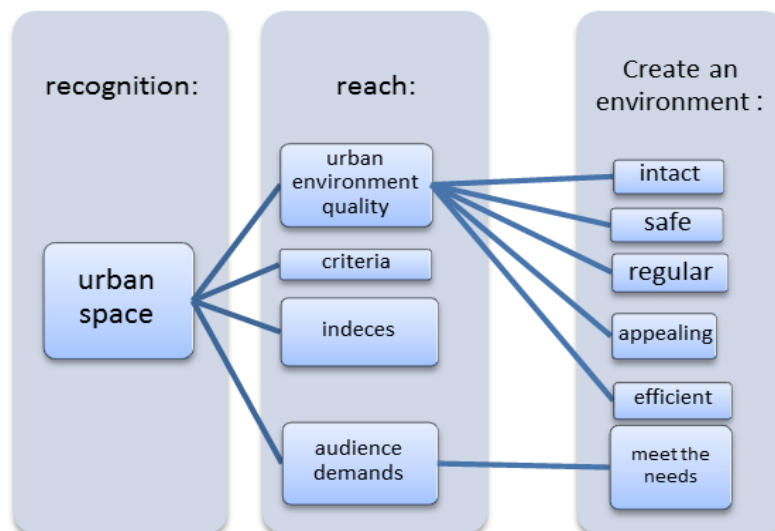 recognition:
urban
space
reach:
urban
environment
quality
criteria
indeces
audience
demands
Create an
environment :
intact
safe
regular
appealing
efficient
meet the
needs